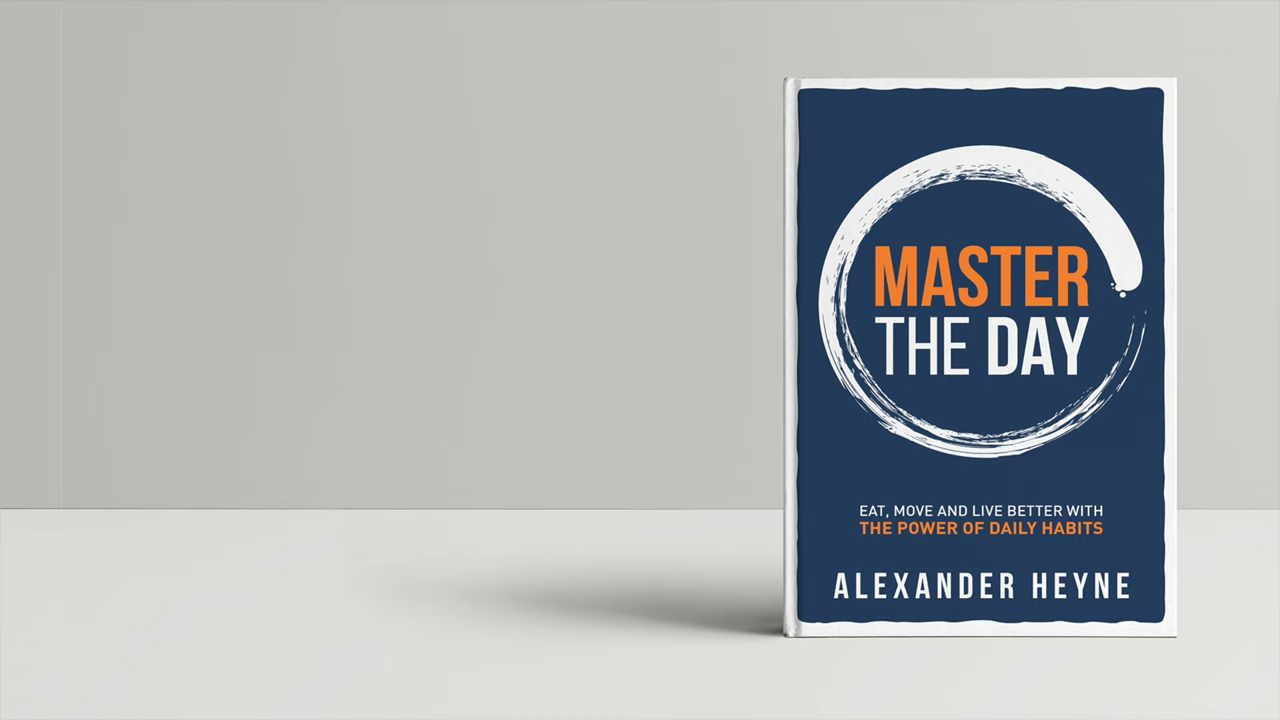 MASTER
THE DAY
EAT, MOVE AND LIVE BETTER WITH
THE POWER OF DAILY HABITS
ALEXANDER HEYNE